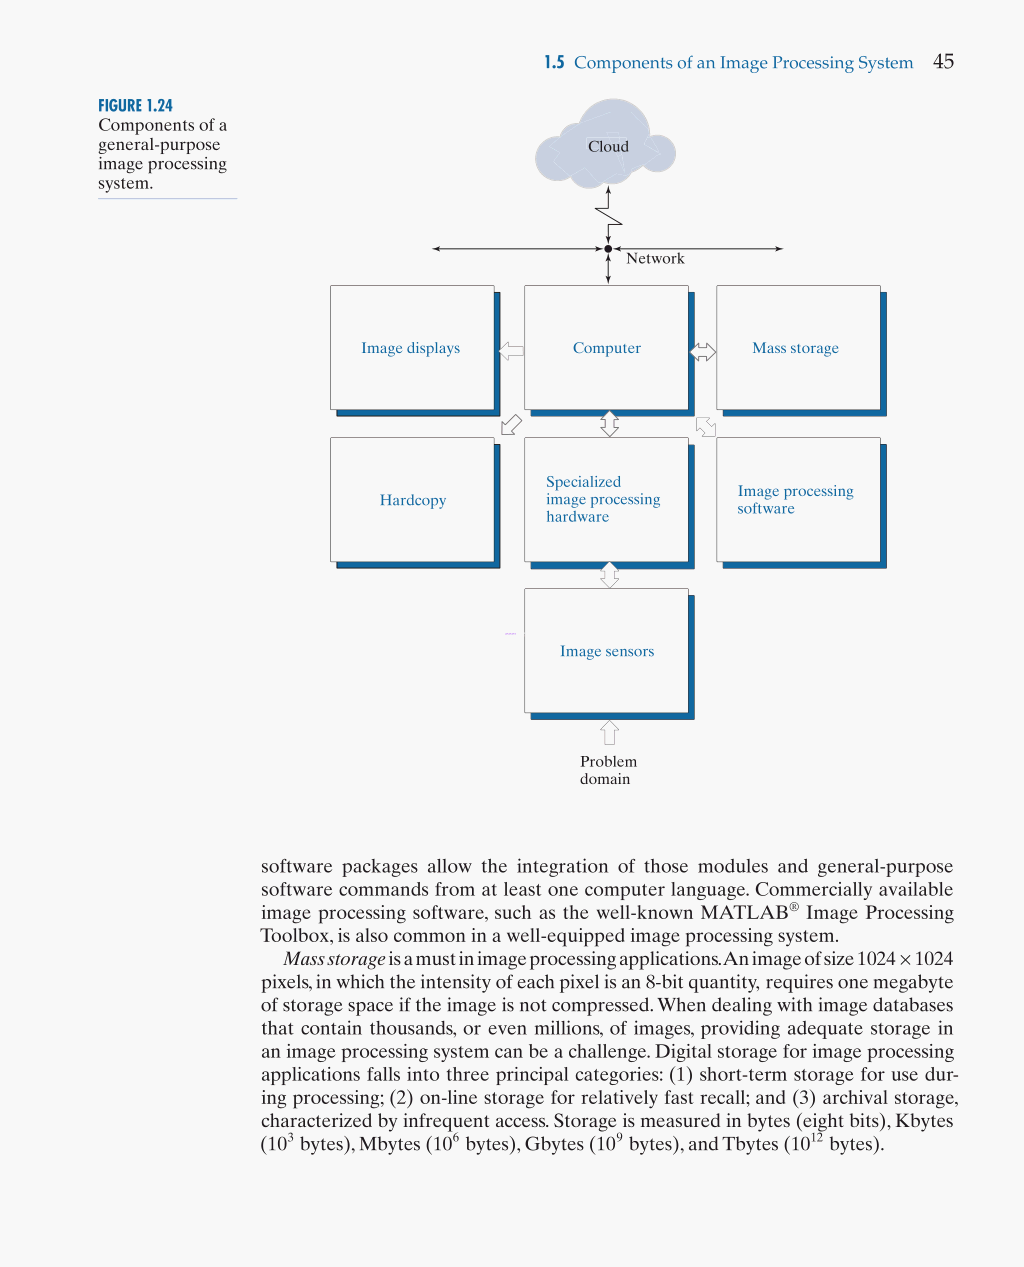 1.5 Components of an Image Processing System 45
FIGURE 1.24
Components of a
general-purpose
image processing
system.
Cloud
Network
Image displays
Computer
Mass storage
Hardcopy
Specialized
image processing
hardware
Image processing
software
Image sensors
Problem
domain
software packages allow the integration of those modules and general-purpose
software commands from at least one computer language. Commercially available
image processing software, such as the well-known MATLAB® Image Processing
Toolbox, is also common in a well-equipped image processing system.
Mass storage is a must in image processing applications. An image of size 1024 × 1024
pixels, in which the intensity of each pixel is an 8-bit quantity, requires one megabyte
of storage space if the image is not compressed. When dealing with image databases
that contain thousands, or even millions, of images, providing adequate storage in
an image processing system can be a challenge. Digital storage for image processing
applications falls into three principal categories: (1) short-term storage for use dur-
ing processing; (2) on-line storage for relatively fast recall; and (3) archival storage,
characterized by infrequent access. Storage is measured in bytes (eight bits), Kbytes
(10³ bytes), Mbytes (10⁶ bytes), Gbytes (10⁹ bytes), and Tbytes (10¹² bytes).